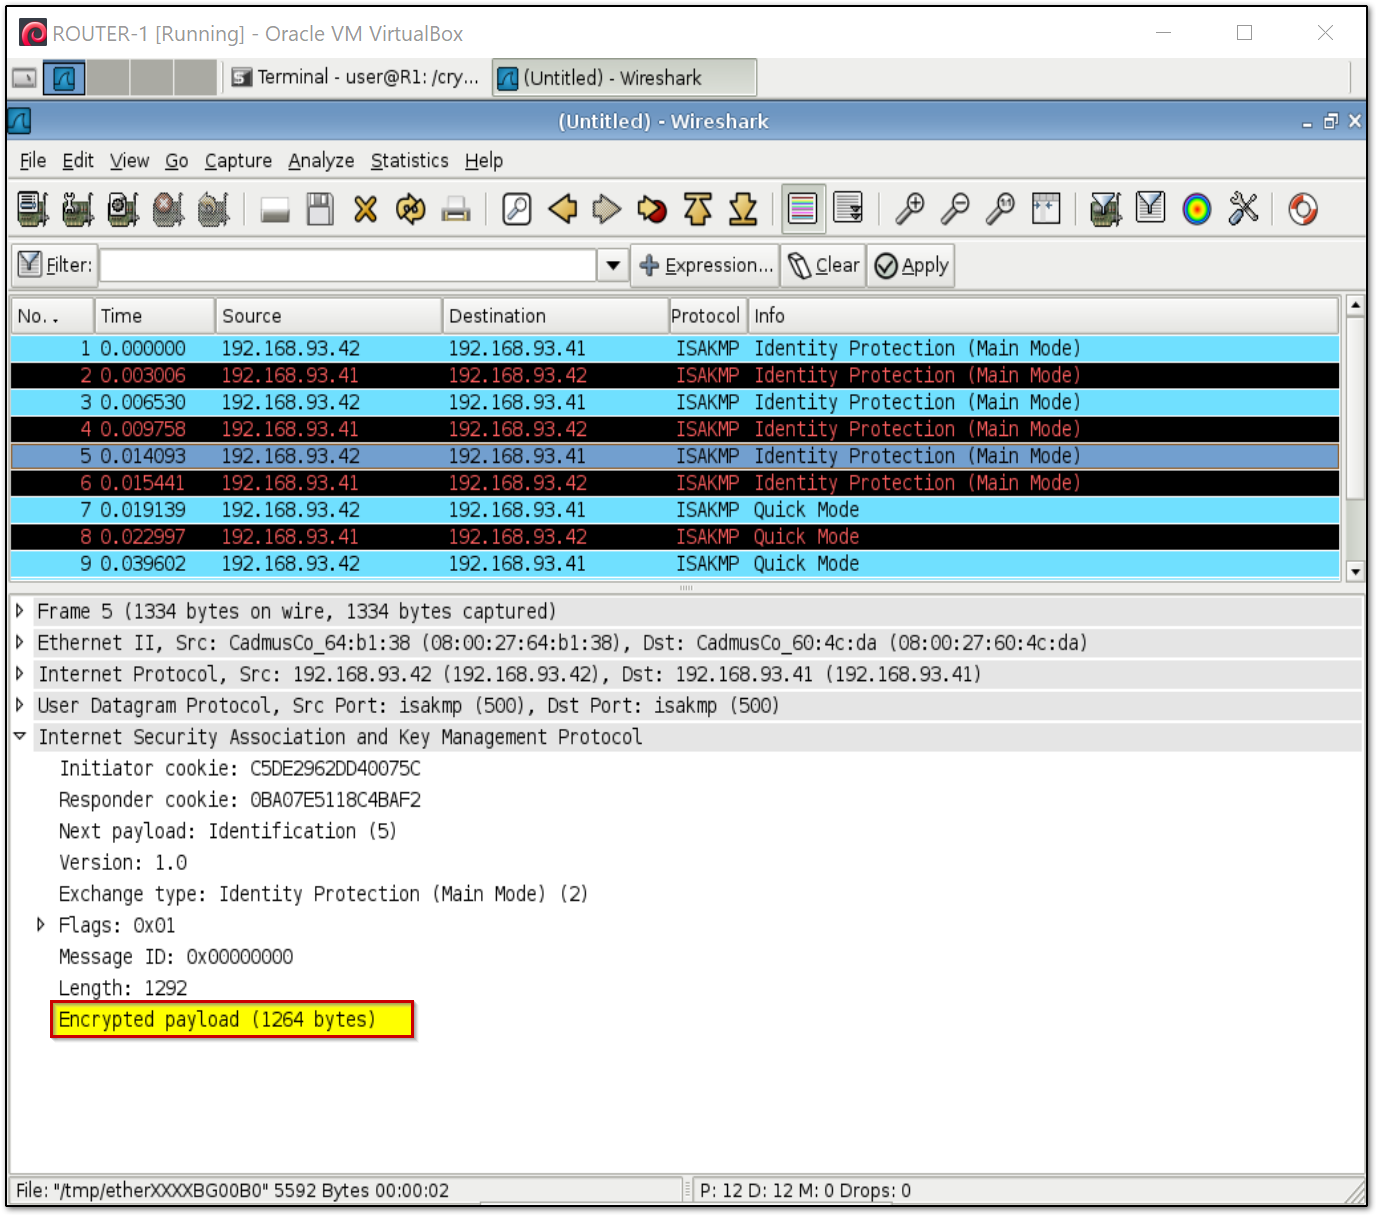 ROUTER-1 [Running] - Oracle VM VirtualBox
Terminal - user@R1: /cry... (Untitled) - Wireshark
(Untitled) - Wireshark
File Edit View Go Capture Analyze Statistics Help
Filter: Expression... Clear Apply
No. . Time Source Destination Protocol Info
1 0.000000 192.168.93.42 192.168.93.41 ISAKMP Identity Protection (Main Mode)
2 0.003006 192.168.93.41 192.168.93.42 ISAKMP Identity Protection (Main Mode)
3 0.006530 192.168.93.42 192.168.93.41 ISAKMP Identity Protection (Main Mode)
4 0.009758 192.168.93.41 192.168.93.42 ISAKMP Identity Protection (Main Mode)
5 0.014093 192.168.93.42 192.168.93.41 ISAKMP Identity Protection (Main Mode)
6 0.015441 192.168.93.41 192.168.93.42 ISAKMP Identity Protection (Main Mode)
7 0.019139 192.168.93.42 192.168.93.41 ISAKMP Quick Mode
8 0.022997 192.168.93.41 192.168.93.42 ISAKMP Quick Mode
9 0.039602 192.168.93.42 192.168.93.41 ISAKMP Quick Mode
Frame 5 (1334 bytes on wire, 1334 bytes captured)
Ethernet II, Src: CadmusCo_64:b1:38 (08:00:27:64:b1:38), Dst: CadmusCo_60:4c:da (08:00:27:60:4c:da)
Internet Protocol, Src: 192.168.93.42 (192.168.93.42), Dst: 192.168.93.41 (192.168.93.41)
User Datagram Protocol, Src Port: isakmp (500), Dst Port: isakmp (500)
Internet Security Association and Key Management Protocol
Initiator cookie: C5DE2962DD40075C
Responder cookie: 0BA07E5118C4BAF2
Next payload: Identification (5)
Version: 1.0
Exchange type: Identity Protection (Main Mode) (2)
Flags: 0x01
Message ID: 0x00000000
Length: 1292
Encrypted payload (1264 bytes)
File: "/tmp/etherXXXXBG00B0" 5592 Bytes 00:00:02 P: 12 D: 12 M: 0 Drops: 0